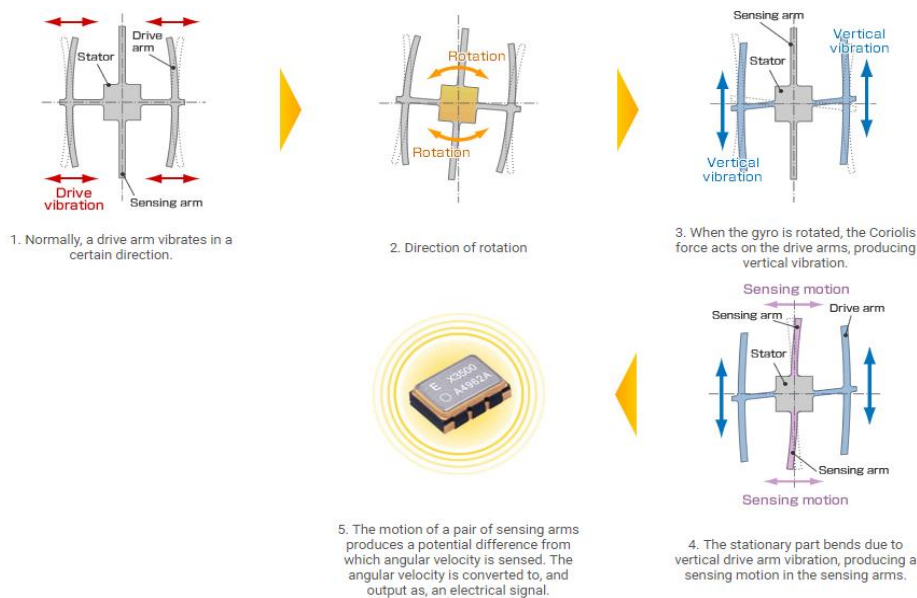 Drive
arm
Stator
Drive
vibration
Sensing arm
1. Normally, a drive arm vibrates in a
certain direction.
Rotation
Rotation
2. Direction of rotation
Sensing arm
Stator
Vertical
vibration
Vertical
vibration
3. When the gyro is rotated, the Coriolis
force acts on the drive arms, producing
vertical vibration.
Sensing motion
Sensing arm
Drive arm
Stator
Sensing arm
Sensing motion
4. The stationary part bends due to
vertical drive arm vibration, producing a
sensing motion in the sensing arms.
E X3500
A4962A
5. The motion of a pair of sensing arms
produces a potential difference from
which angular velocity is sensed. The
angular velocity is converted to, and
output as, an electrical signal.